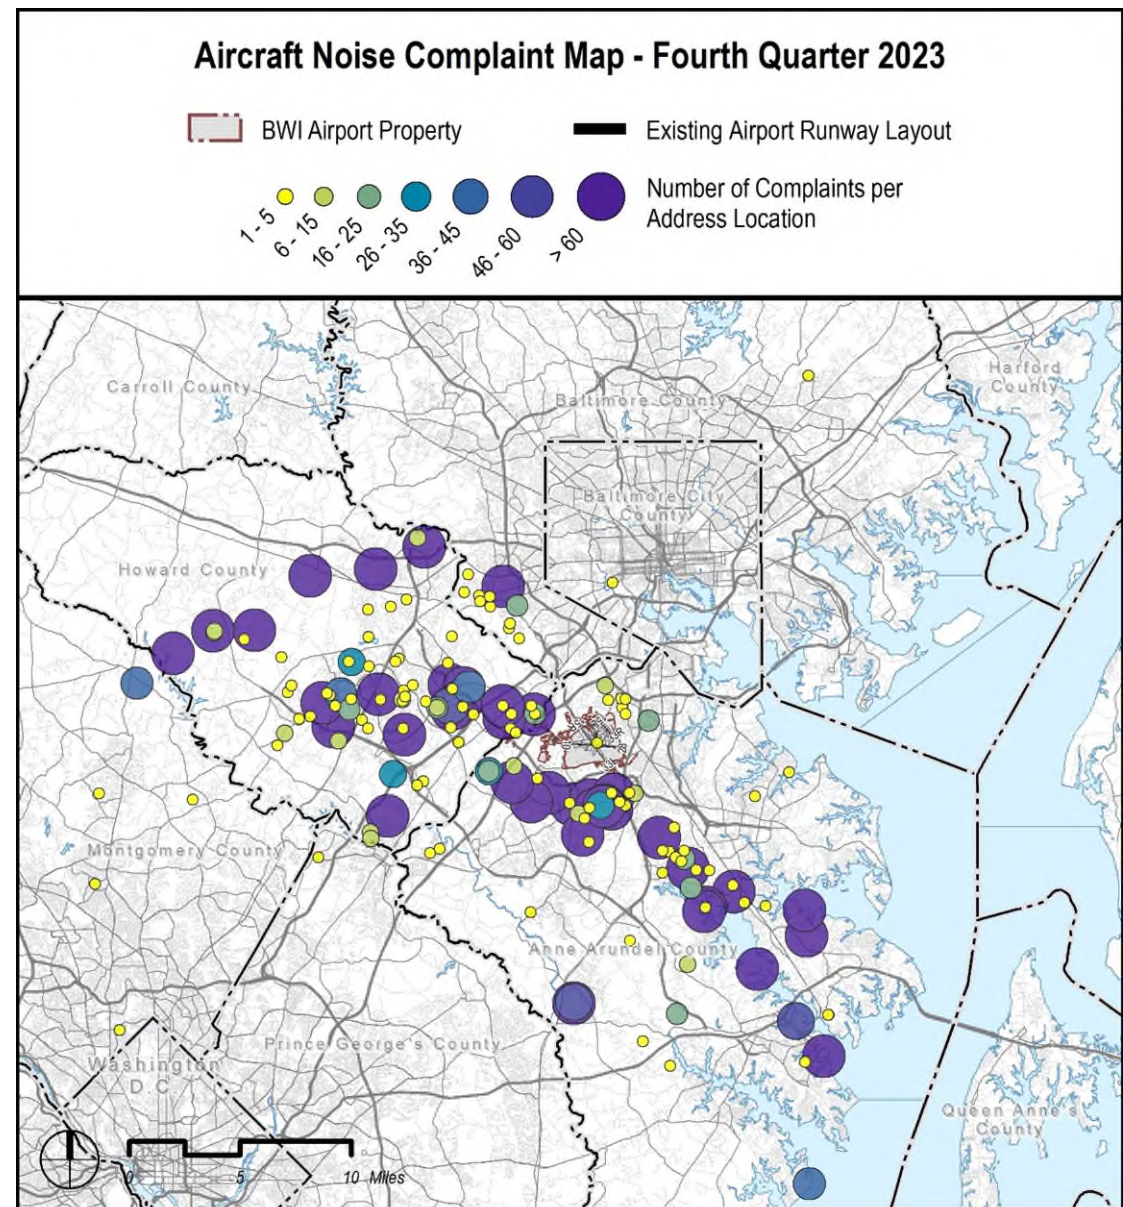 Aircraft Noise Complaint Map - Fourth Quarter 2023
BWI Airport Property
Existing Airport Runway Layout
1 - 5
6 - 15
16 - 25
26 - 35
36 - 45
46 - 60
> 60
Number of Complaints per
Address Location
Carroll County
Harford
County
Baltimore County
Baltimore City
County
Howard County
Montgomery County
Anne Arundel County
Prince George's County
Washington
D.C.
Queen Anne's
County
0
5
10 Miles